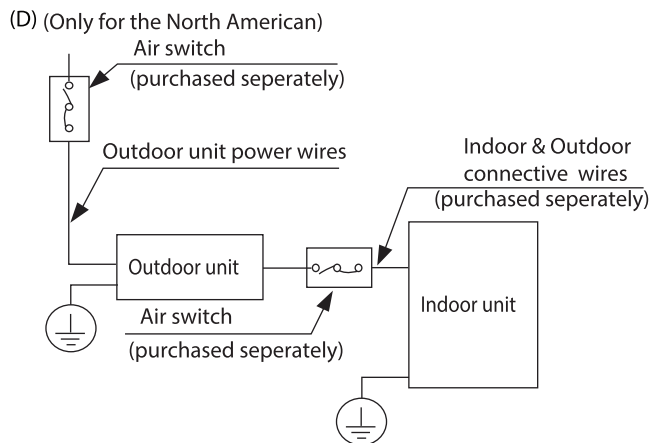 (D) (Only for the North American)
Air switch
(purchased seperately)
Outdoor unit power wires
Indoor & Outdoor
connective wires
(purchased seperately)
Outdoor unit
Indoor unit
Air switch
(purchased seperately)